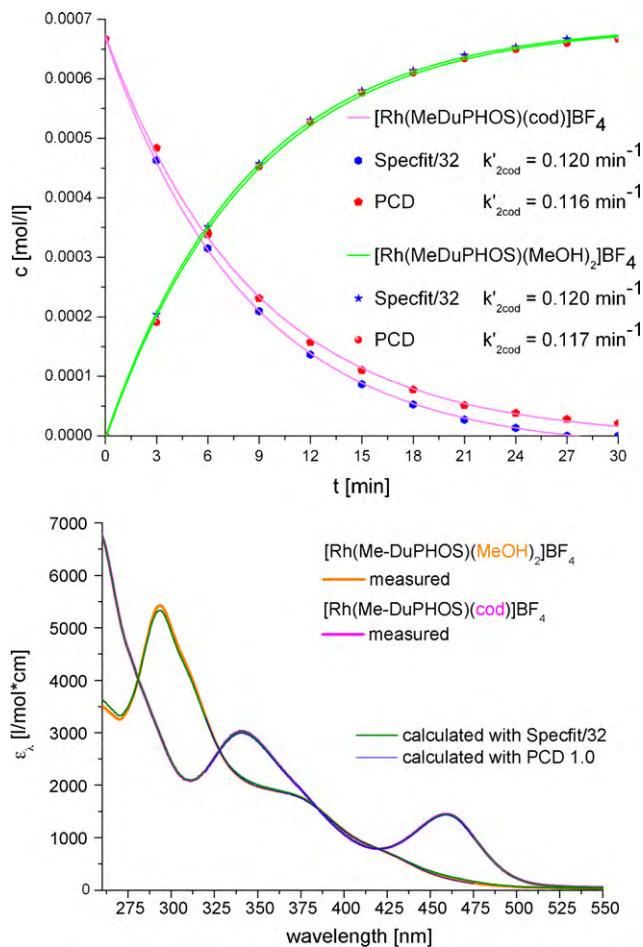 0.0007
0.0006
0.0005
0.0004
0.0003
0.0002
0.0001
0.0000
c [mol/l]
[Rh(MeDuPHOS)(cod)]BF4
Specfit/32 k'2cod = 0.120 min-1
PCD k'2cod = 0.116 min-1
[Rh(MeDuPHOS)(MeOH)2]BF4
Specfit/32 k'2cod = 0.120 min-1
PCD k'2cod = 0.117 min-1
0 3 6 9 12 15 18 21 24 27 30
t [min]
7000
6000
5000
4000
3000
2000
1000
0
ελ [l/mol*cm]
[Rh(Me-DuPHOS)(MeOH)2]BF4
measured
[Rh(Me-DuPHOS)(cod)]BF4
measured
calculated with Specfit/32
calculated with PCD 1.0
275 300 325 350 375 400 425 450 475 500 525 550
wavelength [nm]